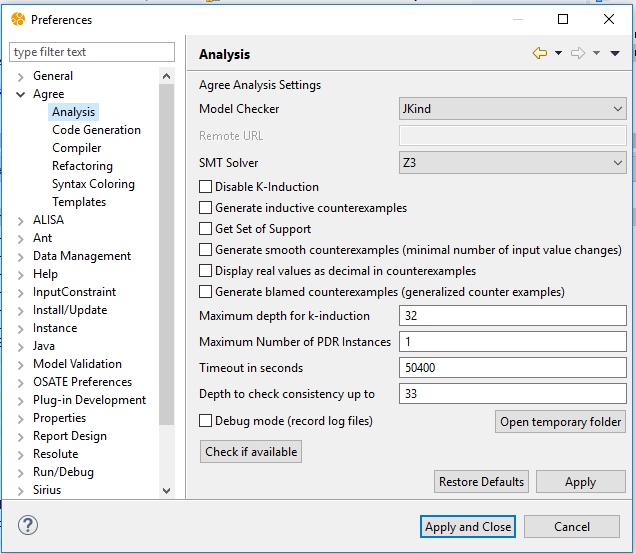 Preferences
type filter text
General
Agree
Analysis
Code Generation
Compiler
Refactoring
Syntax Coloring
Templates
ALISA
Ant
Data Management
Help
InputConstraint
Install/Update
Instance
Java
Model Validation
OSATE Preferences
Plug-in Development
Properties
Report Design
Resolute
Run/Debug
Sirius
Analysis
Agree Analysis Settings
Model Checker JKind
Remote URL
SMT Solver Z3
Disable K-Induction
Generate inductive counterexamples
Get Set of Support
Generate smooth counterexamples (minimal number of input value changes)
Display real values as decimal in counterexamples
Generate blamed counterexamples (generalized counter examples)
Maximum depth for k-induction 32
Maximum Number of PDR Instances 1
Timeout in seconds 50400
Depth to check consistency up to 33
Debug mode (record log files) Open temporary folder
Check if available
Restore Defaults Apply
? Apply and Close Cancel